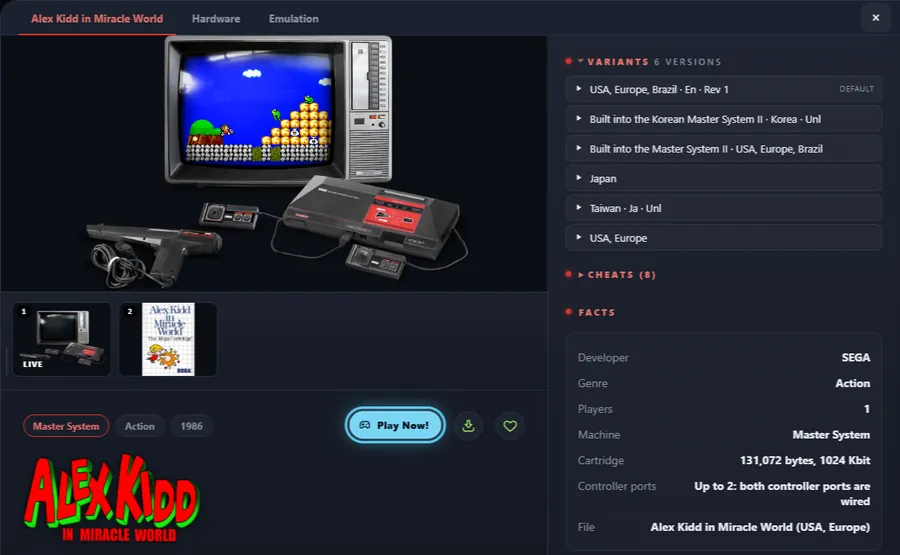 Alex Kidd in Miracle World
Hardware
Emulation
×
1
LIVE
2
Alex Kidd
in
Miracle
World
The Mega Cartridge
SEGA
Master System
Action
1986
Play Now!
ALEX KIDD
IN MIRACLE WORLD
VARIANTS 6 VERSIONS
USA, Europe, Brazil · En · Rev 1
DEFAULT
Built into the Korean Master System II · Korea · Unl
Built into the Master System II · USA, Europe, Brazil
Japan
Taiwan · Ja · Unl
USA, Europe
CHEATS (8)
FACTS
Developer SEGA
Genre Action
Players 1
Machine Master System
Cartridge 131,072 bytes, 1024 Kbit
Controller ports Up to 2: both controller ports are
wired
File Alex Kidd in Miracle World (USA, Europe)